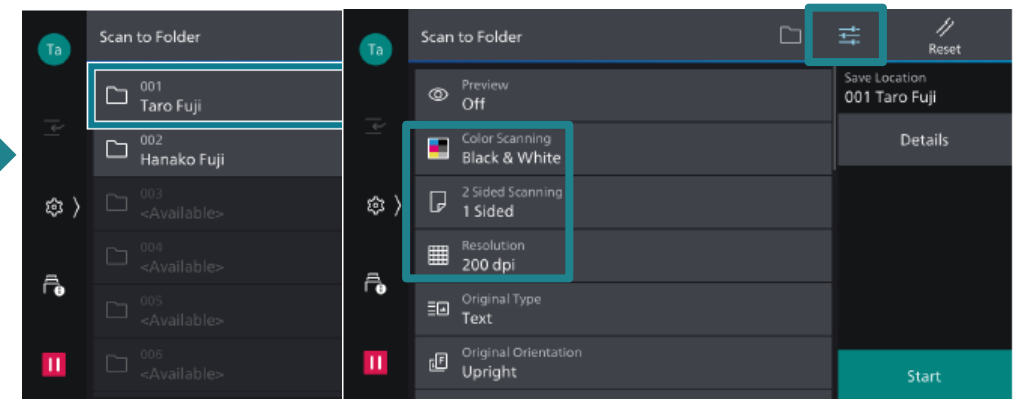 Ta
Scan to Folder
001
Taro Fuji
002
Hanako Fuji
003
<Available>
004
<Available>
005
<Available>
006
<Available>
Ta
Scan to Folder
Reset
Preview
Off
Color Scanning
Black & White
2 Sided Scanning
1 Sided
Resolution
200 dpi
Original Type
Text
Original Orientation
Upright
Save Location
001 Taro Fuji
Details
Start